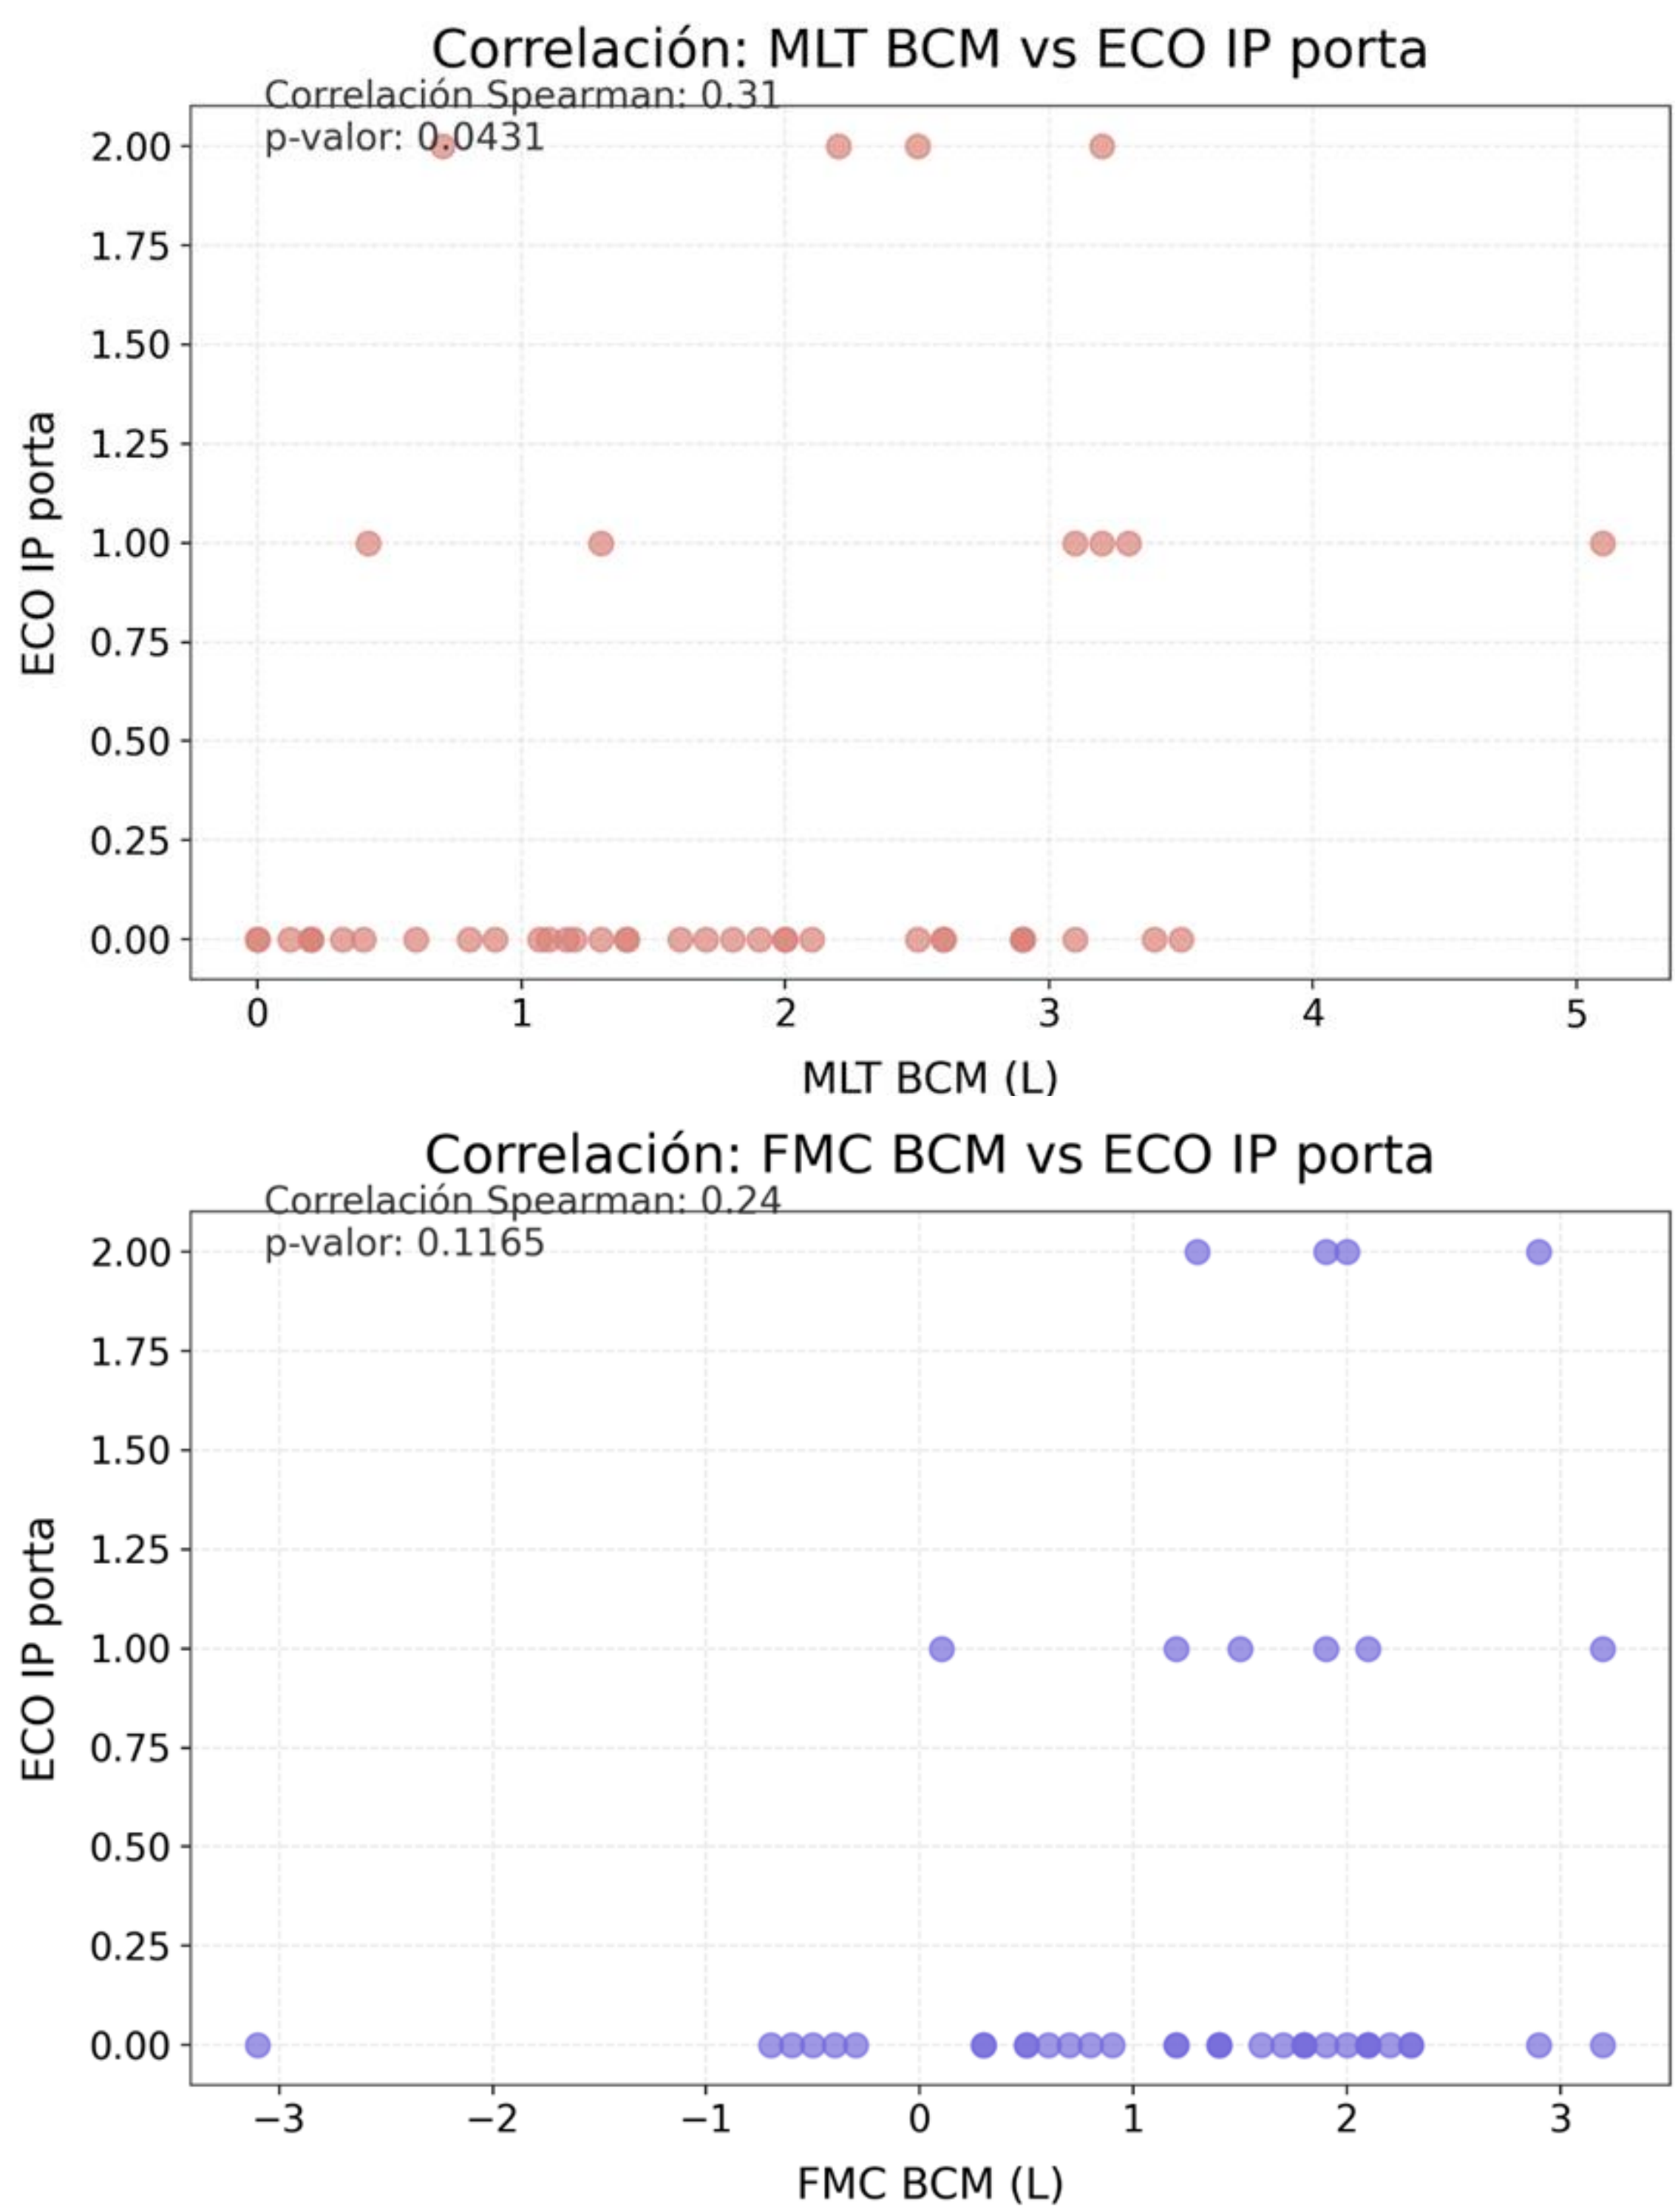 Correlación: MLT BCM vs ECO IP porta
Correlación Spearman: 0.31
p-valor: 0.0431
2.00
1.75
1.50
1.25
1.00
0.75
0.50
0.25
0.00
ECO IP porta
0 1 2 3 4 5
MLT BCM (L)
Correlación: FMC BCM vs ECO IP porta
Correlación Spearman: 0.24
p-valor: 0.1165
2.00
1.75
1.50
1.25
1.00
0.75
0.50
0.25
0.00
ECO IP porta
−3 −2 −1 0 1 2 3
FMC BCM (L)